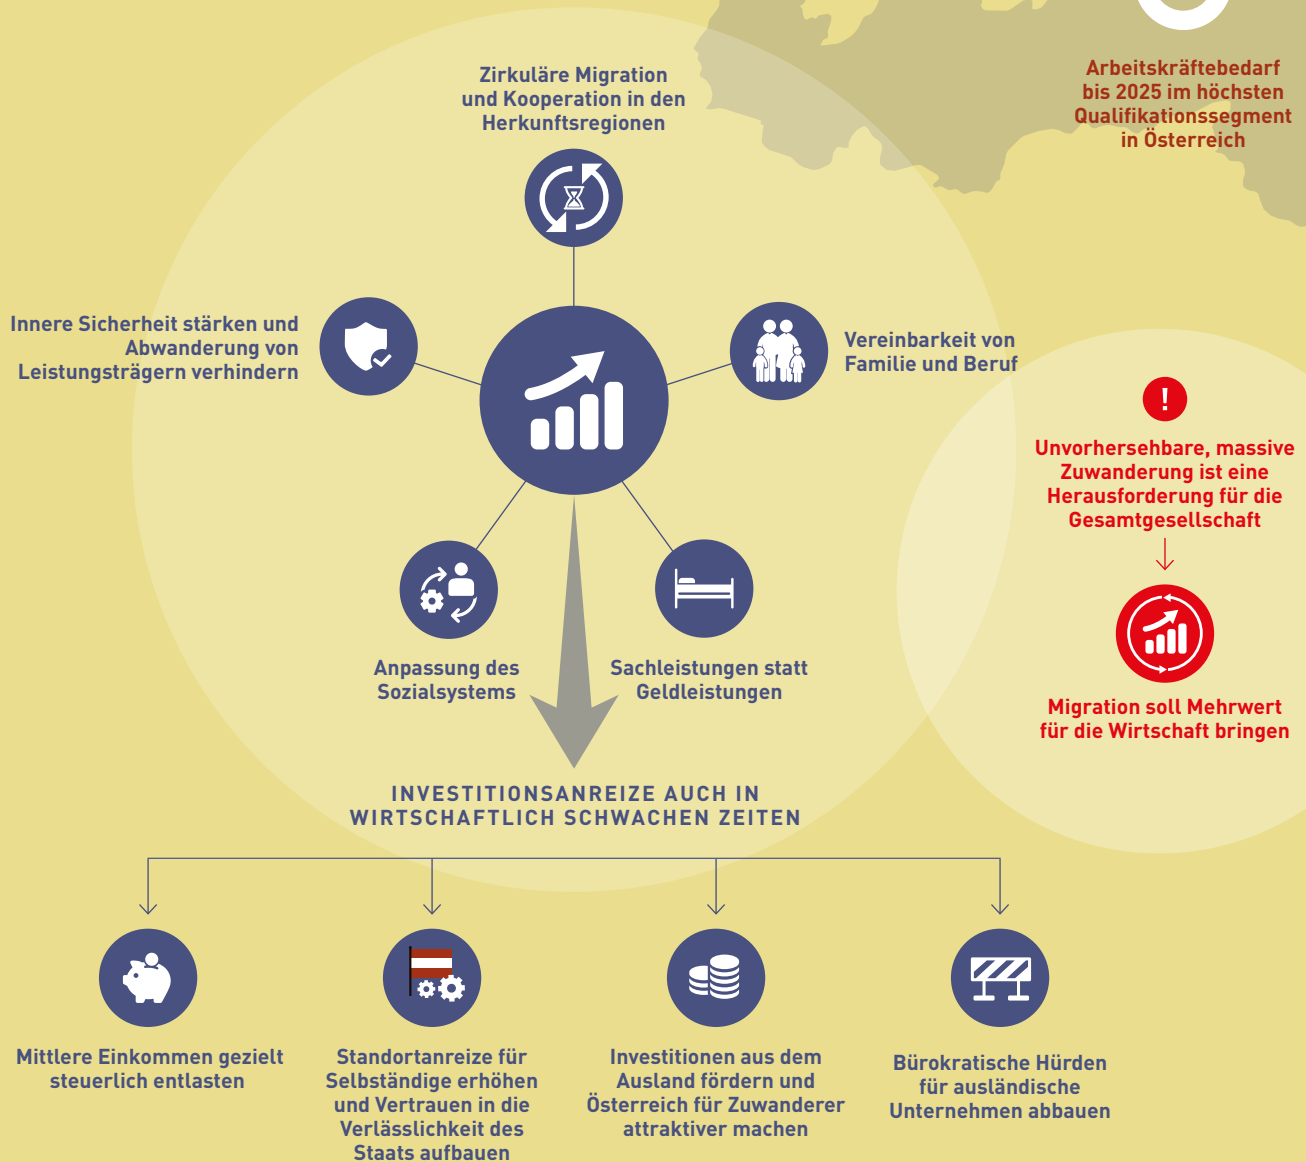 Zirkuläre Migration
und Kooperation in den
Herkunftsregionen
Arbeitskräftebedarf
bis 2025 im höchsten
Qualifikationssegment
in Österreich
Innere Sicherheit stärken und
Abwanderung von
Leistungsträgern verhindern
Vereinbarkeit von
Familie und Beruf
!
Unvorhersehbare, massive
Zuwanderung ist eine
Herausforderung für die
Gesamtgesellschaft
Anpassung des
Sozialsystems
Sachleistungen statt
Geldleistungen
Migration soll Mehrwert
für die Wirtschaft bringen
INVESTITIONSANREIZE AUCH IN
WIRTSCHAFTLICH SCHWACHEN ZEITEN
Mittlere Einkommen gezielt
steuerlich entlasten
Standortanreize für
Selbständige erhöhen
und Vertrauen in die
Verlässlichkeit des
Staats aufbauen
Investitionen aus dem
Ausland fördern und
Österreich für Zuwanderer
attraktiver machen
Bürokratische Hürden
für ausländische
Unternehmen abbauen